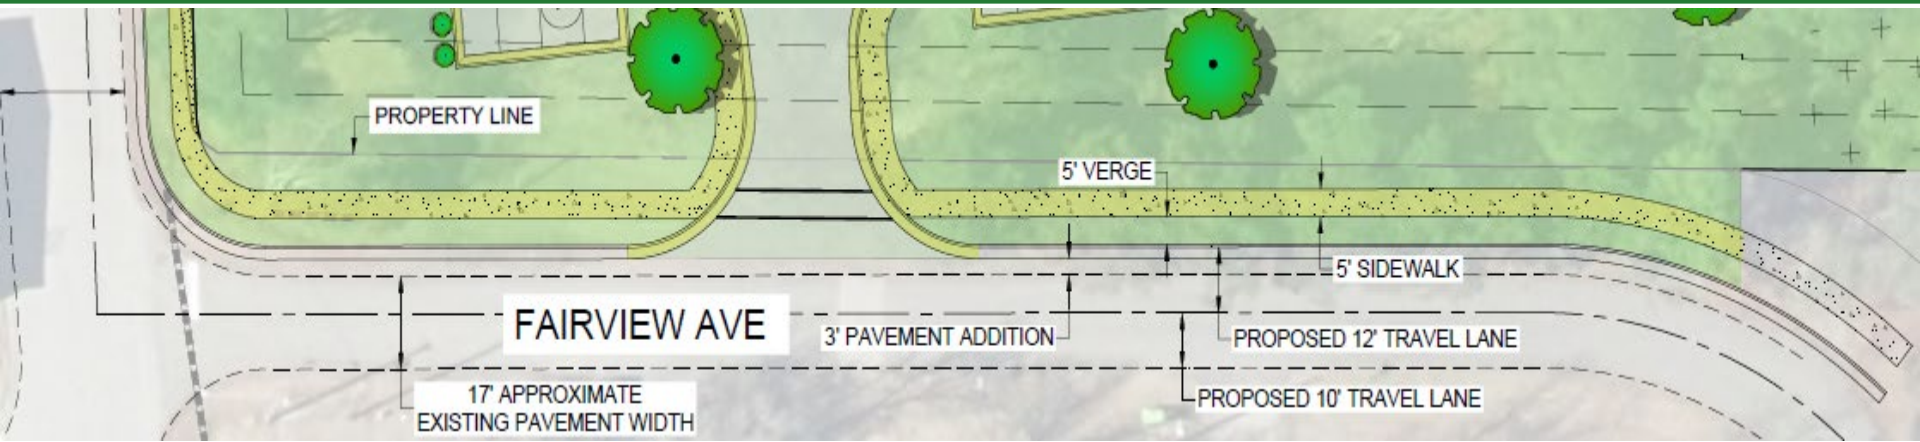 PROPERTY LINE
5' VERGE
5' SIDEWALK
FAIRVIEW AVE
3' PAVEMENT ADDITION
PROPOSED 12' TRAVEL LANE
17' APPROXIMATE
EXISTING PAVEMENT WIDTH
PROPOSED 10' TRAVEL LANE